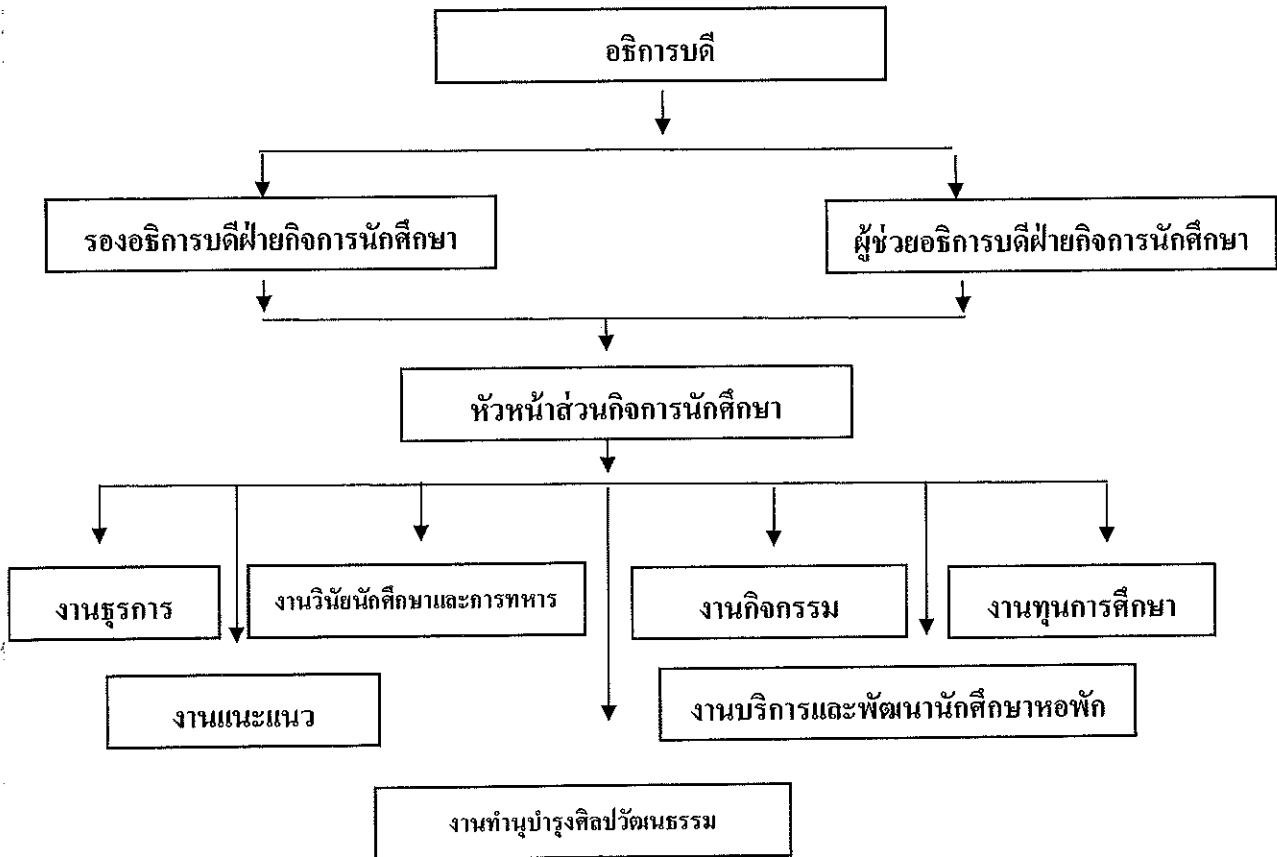 อธิการบดี
รองอธิการบดีฝ่ายกิจการนักศึกษา
ผู้ช่วยอธิการบดีฝ่ายกิจการนักศึกษา
หัวหน้าส่วนกิจการนักศึกษา
งานธุรการ
งานวินัยนักศึกษาและการทหาร
งานกิจกรรม
งานทุนการศึกษา
งานแนะแนว
งานบริการและพัฒนานักศึกษาหอพัก
งานทำนุบำรุงศิลปวัฒนธรรม